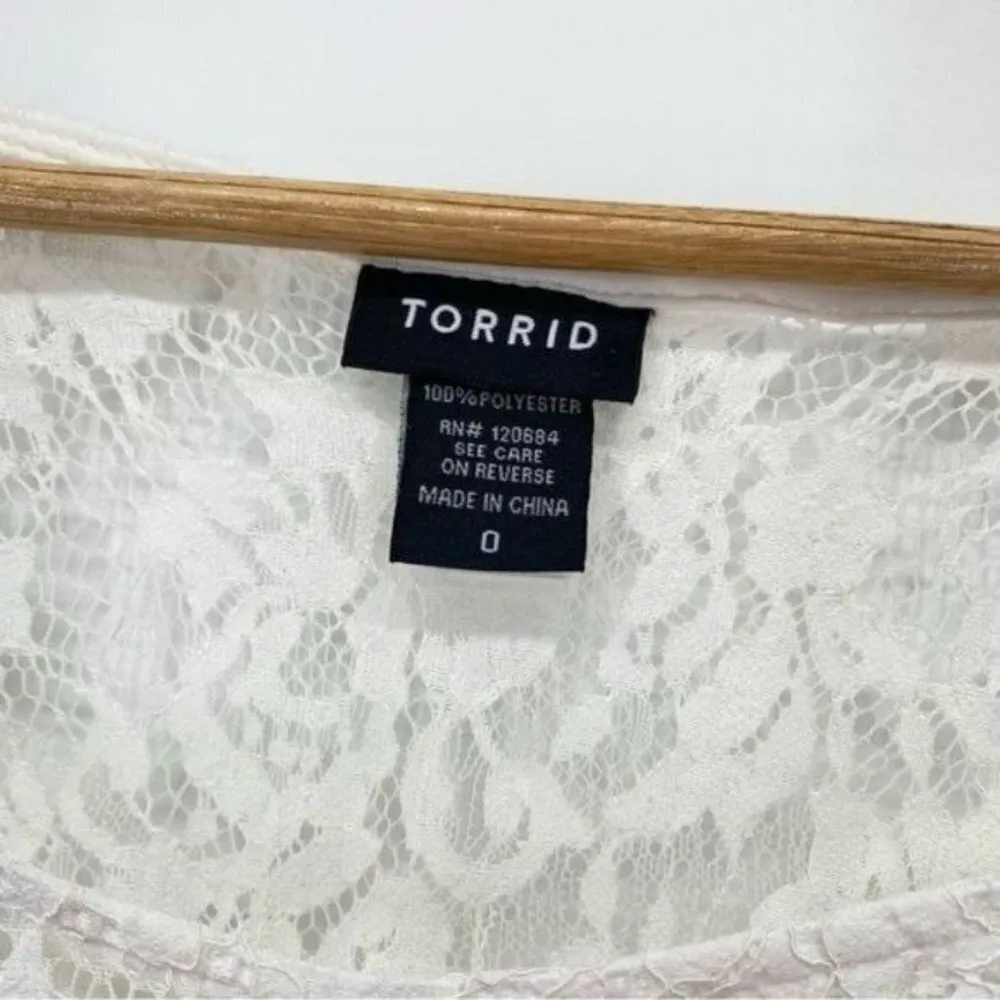 TORRID
100% POLYESTER
RN# 120684
SEE CARE
ON REVERSE
MADE IN CHINA
0